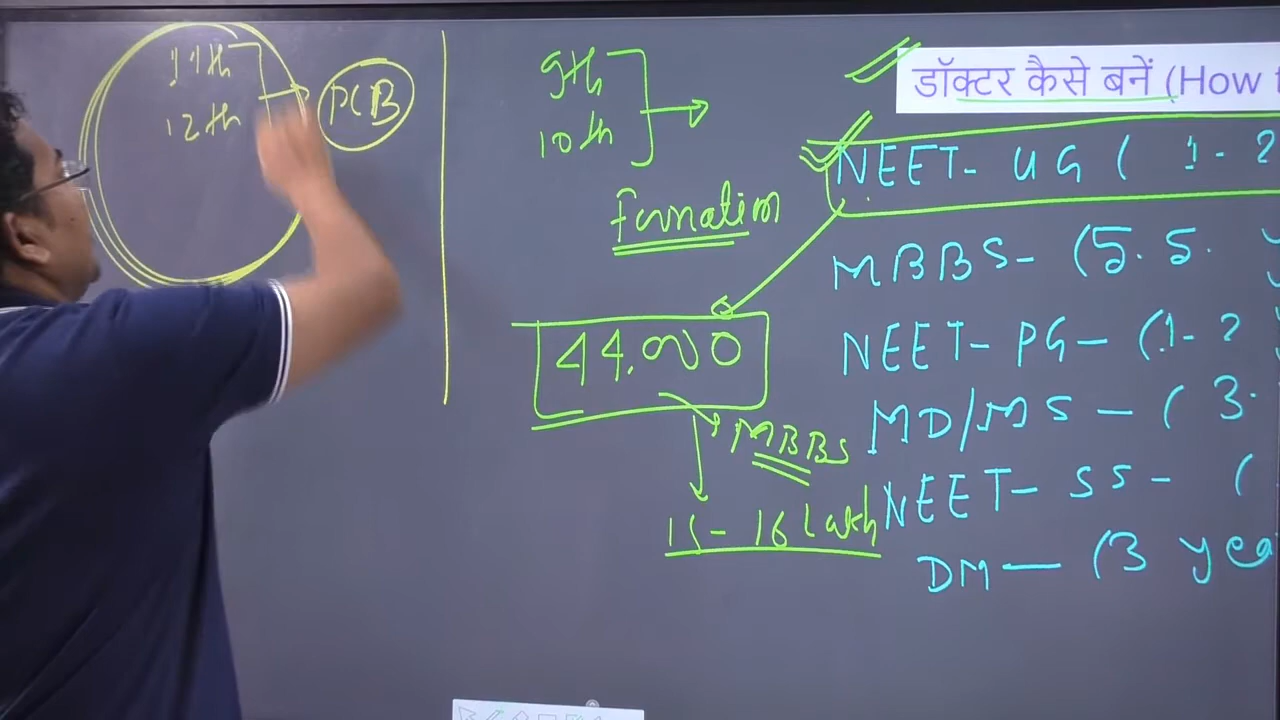 11th
12th
PCB
9th
10th
Formation
44.000
MBBS
15-16 Lakh
डॉक्टर कैसे बनें (How
NEET- UG ( 1-2
MBBS- (5.5.
NEET- PG- (1-2
MD/MS - (3.
NEET- SS- (
DM- (3 yea